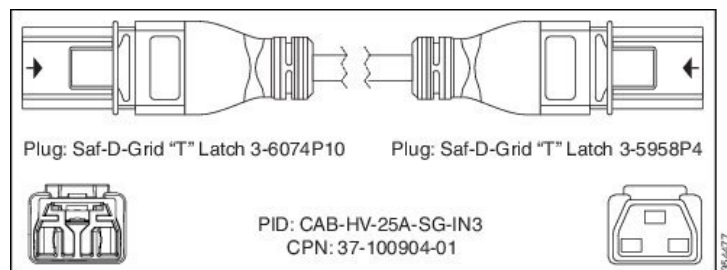 Plug: Saf-D-Grid “T” Latch 3-6074P10
Plug: Saf-D-Grid “T” Latch 3-5958P4
PID: CAB-HV-25A-SG-IN3
CPN: 37-100904-01